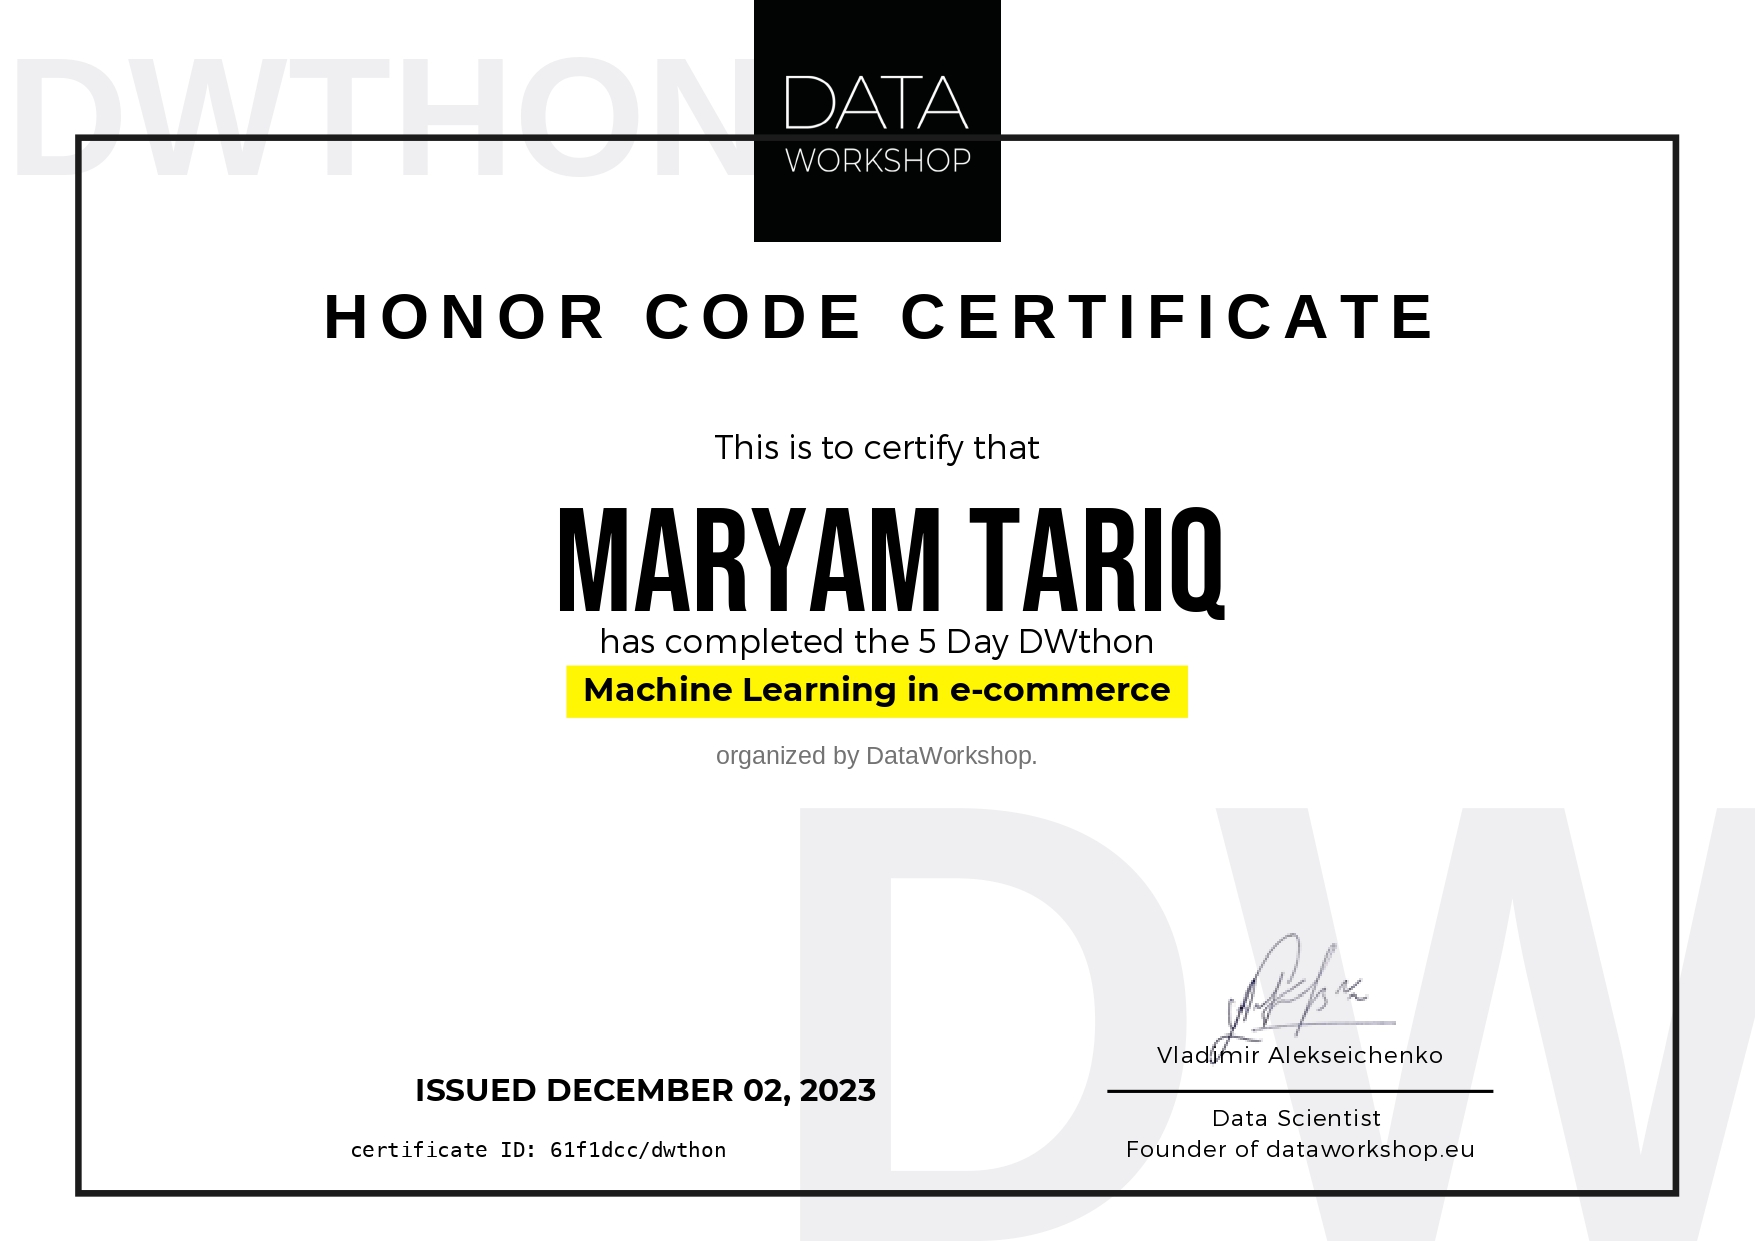 DWTHON
DATA
WORKSHOP
HONOR CODE CERTIFICATE
This is to certify that
MARYAM TARIQ
has completed the 5 Day DWthon
Machine Learning in e-commerce
organized by DataWorkshop.
DW
Vladimir Alekseichenko
ISSUED DECEMBER 02, 2023
Data Scientist
certificate ID: 61f1dcc/dwthon
Founder of dataworkshop.eu